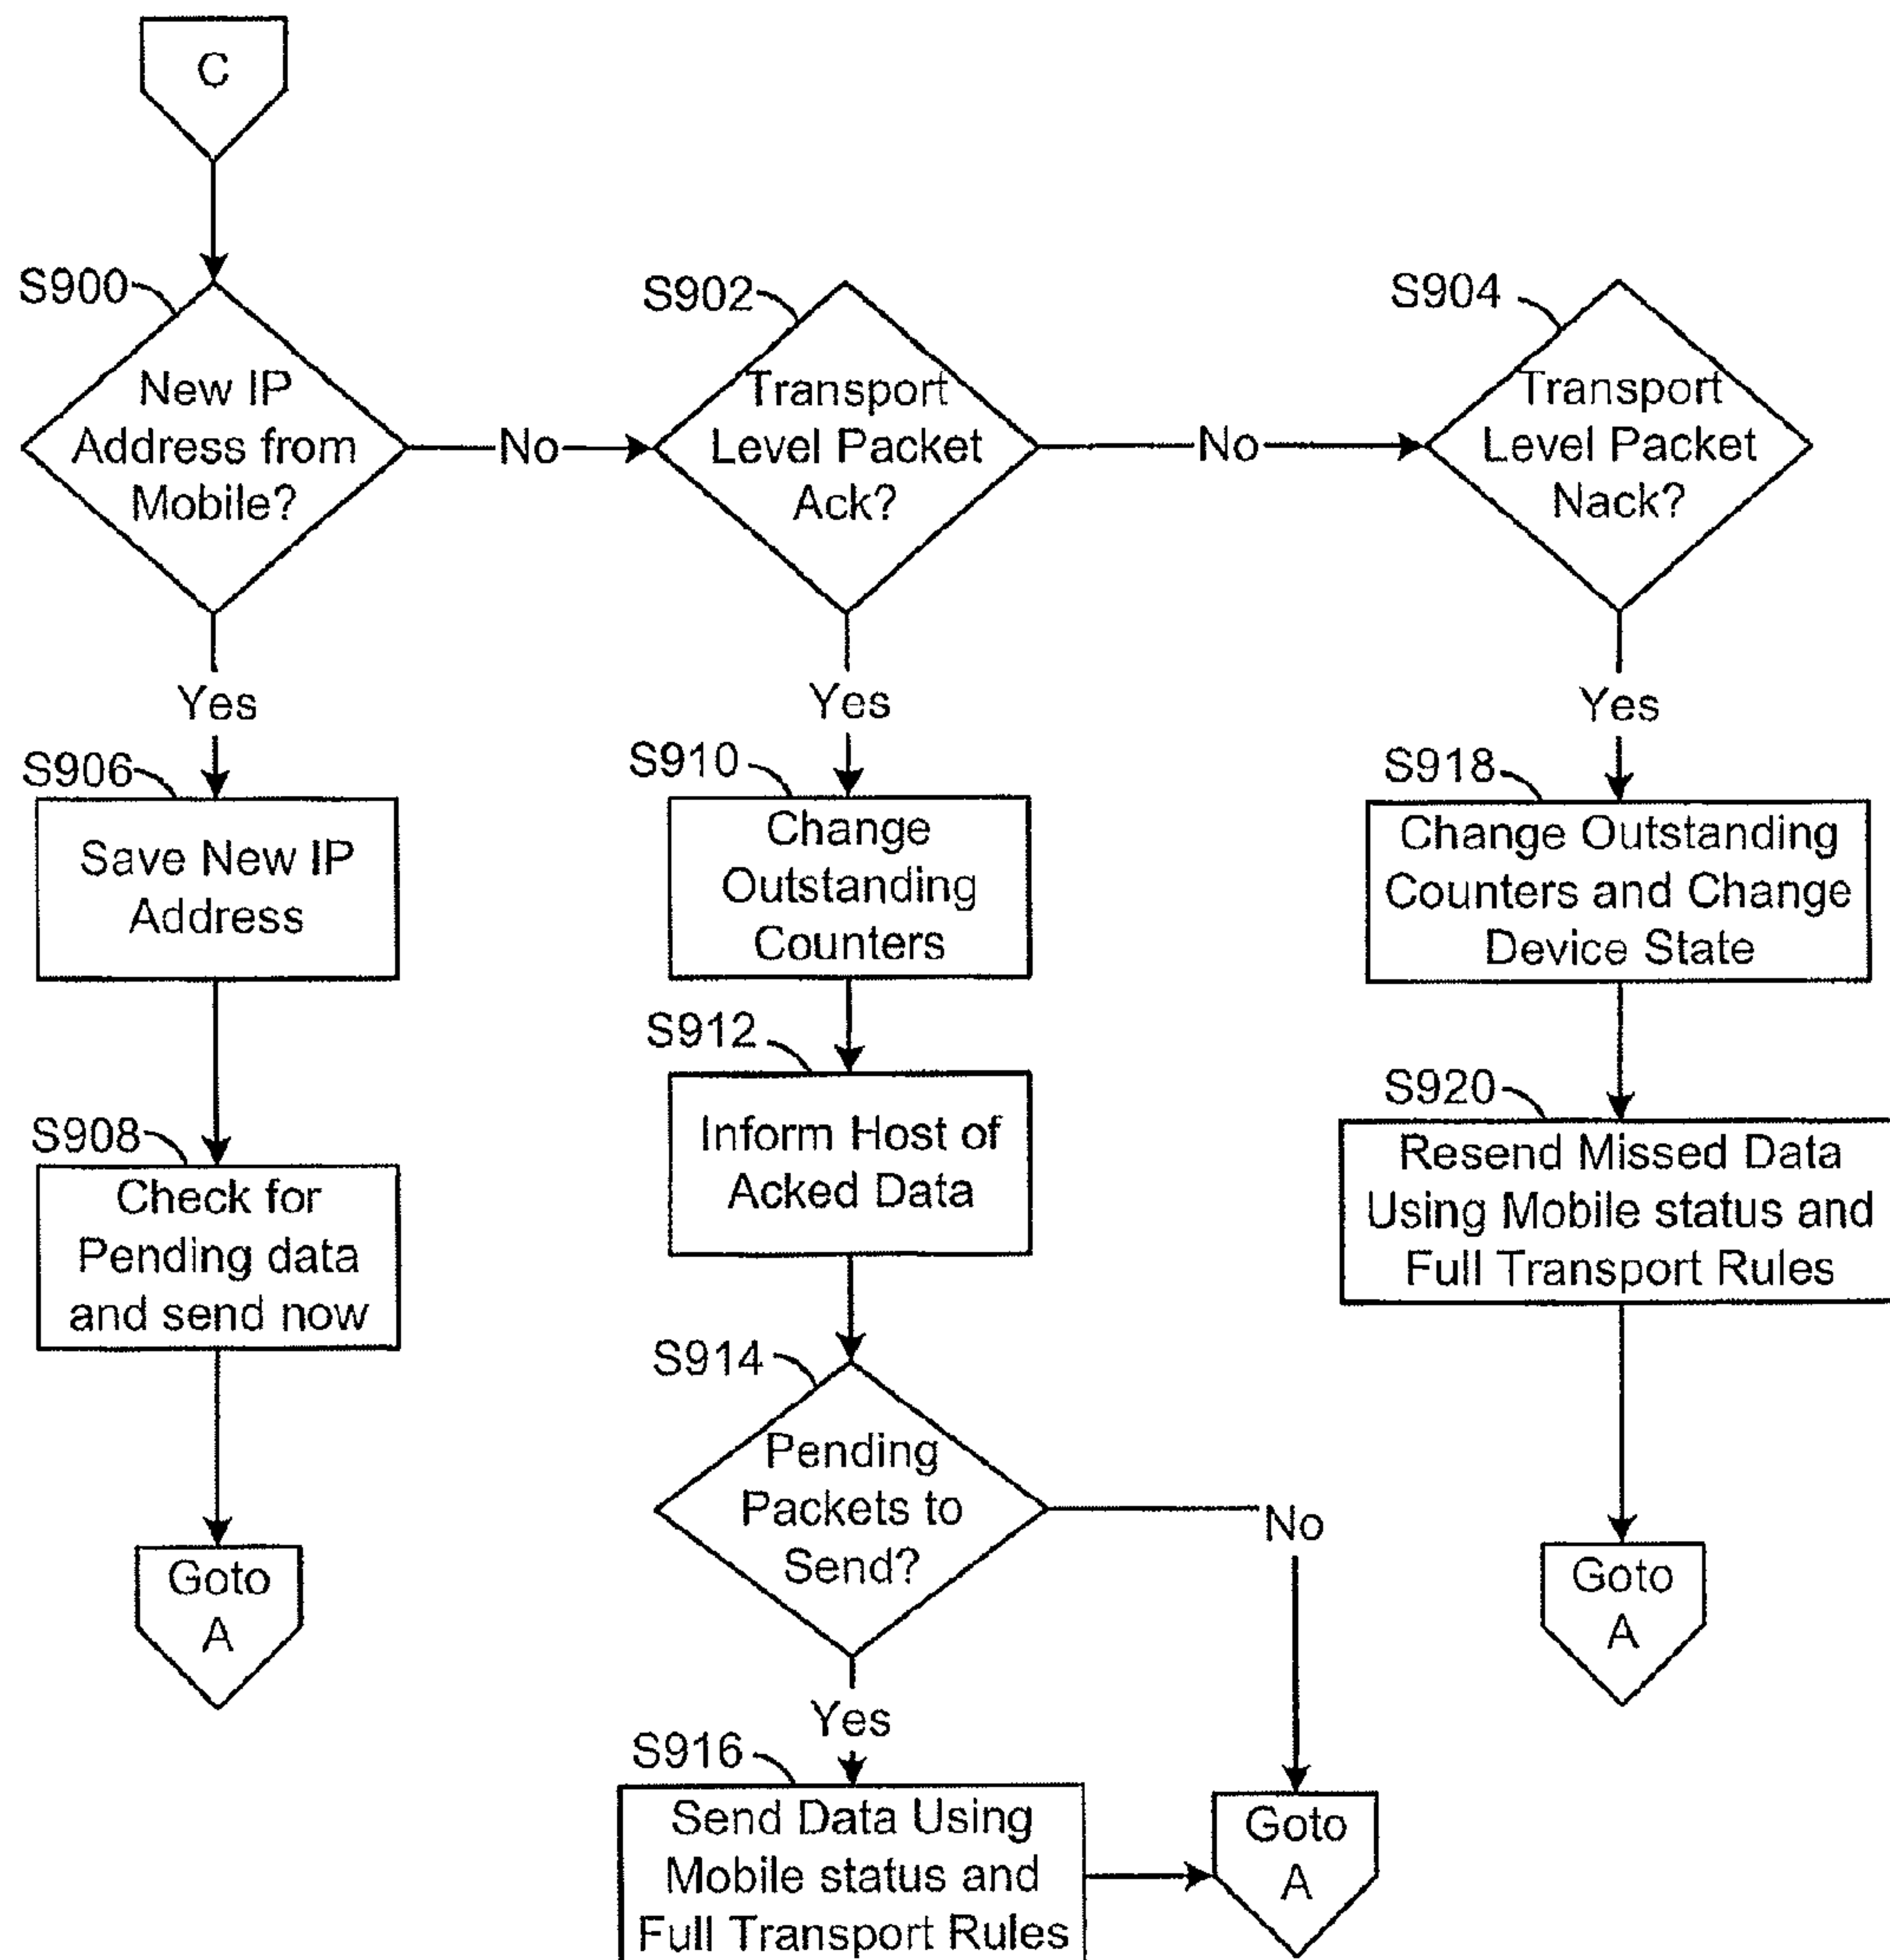 C
S900
New IP
Address from
Mobile?
No
S902
Transport
Level Packet
Ack?
No
S904
Transport
Level Packet
Nack?
Yes
Yes
Yes
S906
Save New IP
Address
S910
Change
Outstanding
Counters
S918
Change Outstanding
Counters and Change
Device State
S908
Check for
Pending data
and send now
S912
Inform Host of
Acked Data
S920
Resend Missed Data
Using Mobile status and
Full Transport Rules
Goto
A
S914
Pending
Packets to
Send?
No
Goto
A
Yes
S916
Send Data Using
Mobile status and
Full Transport Rules
Goto
A